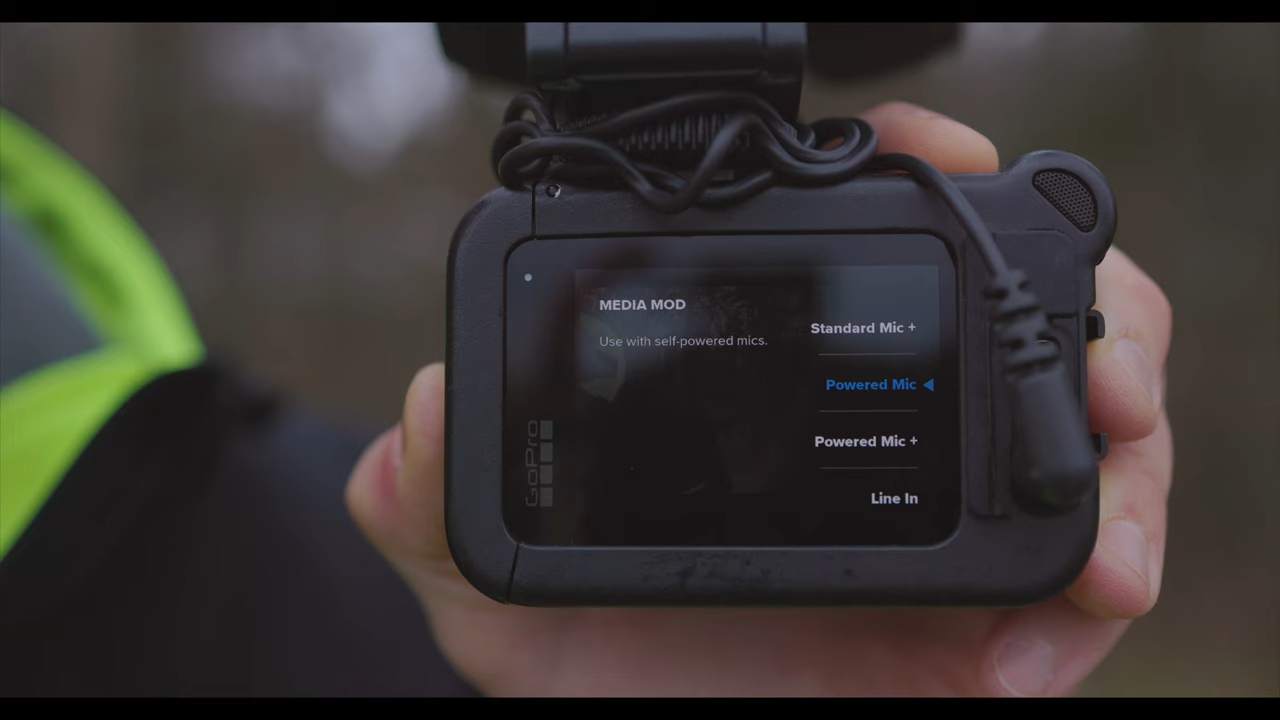 MEDIA MOD
Use with self-powered mics.
Standard Mic +
Powered Mic
Powered Mic +
Line In
GoPro